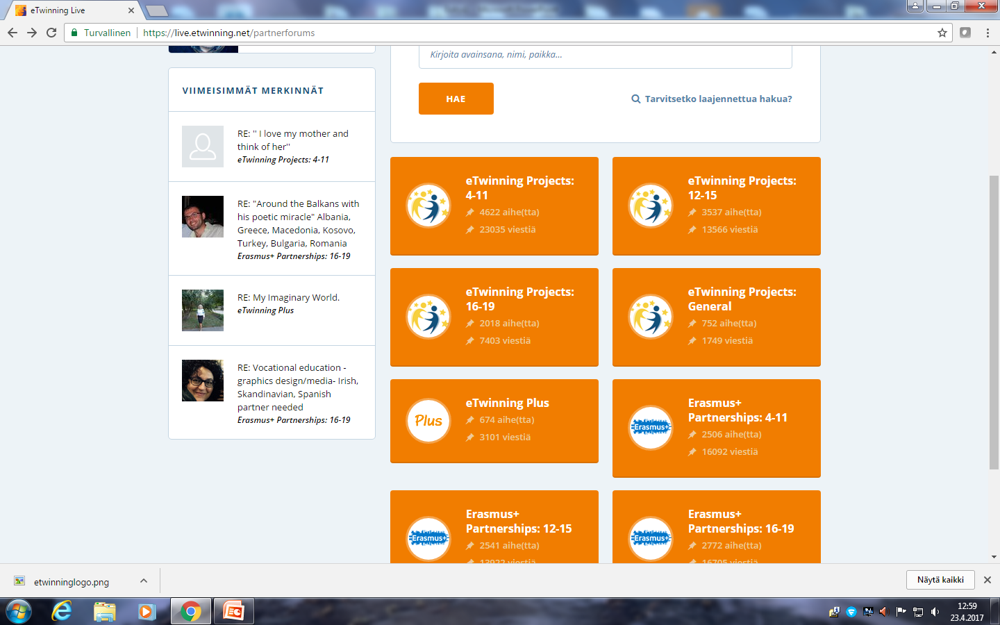 eTwinning Live
Turvallinen
https://live.etwinning.net/partnerforums
Kirjoita avainsana, nimi, paikka...
HAE
Tarvitsetko laajennettua hakua?
VIIMEISIMMÄT MERKINNÄT
RE: '' I love my mother and
think of her''
eTwinning Projects: 4-11
RE: "Around the Balkans with
his poetic miracle" Albania,
Greece, Macedonia, Kosovo,
Turkey, Bulgaria, Romania
Erasmus+ Partnerships: 16-19
RE: My Imaginary World.
eTwinning Plus
RE: Vocational education -
graphics design/media- Irish,
Skandinavian, Spanish
partner needed
Erasmus+ Partnerships: 16-19
eTwinning Projects:
4-11
4622 aihe(tta)
23035 viestiä
eTwinning Projects:
12-15
3537 aihe(tta)
13566 viestiä
eTwinning Projects:
16-19
2018 aihe(tta)
7403 viestiä
eTwinning Projects:
General
752 aihe(tta)
1749 viestiä
Plus
eTwinning Plus
674 aihe(tta)
3101 viestiä
Erasmus+
Erasmus+
Partnerships: 4-11
2506 aihe(tta)
16092 viestiä
Erasmus+
Erasmus+
Partnerships: 12-15
2541 aihe(tta)
13922 viestiä
Erasmus+
Erasmus+
Partnerships: 16-19
2772 aihe(tta)
16705 viestiä
etwinninglogo.png
Näytä kaikki
12:59
23.4.2017